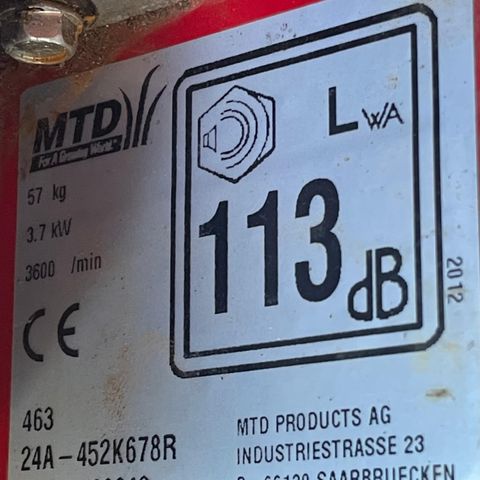 MTD
For A Growing World.
57 kg
3.7 kW
3600 /min
CE
LWA
113 dB
2012
463
24A-452K678R
MTD PRODUCTS AG
INDUSTRIESTRASSE 23
SAARBRUECKEN